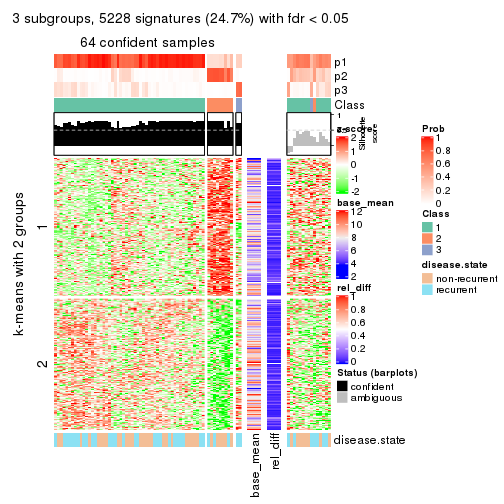 3 subgroups, 5228 signatures (24.7%) with fdr < 0.05
64 confident samples
p1
p2
p3
Class
1
0.5
0
Silhouette
score
k-means with 2 groups
1
2
base_mean
rel_diff
disease.state
z-score
2
1
0
-1
-2
base_mean
12
10
8
6
4
2
rel_diff
1
0.8
0.6
0.4
0.2
0
Status (barplots)
confident
ambiguous
Prob
1
0.8
0.6
0.4
0.2
0
Class
1
2
3
disease.state
non-recurrent
recurrent